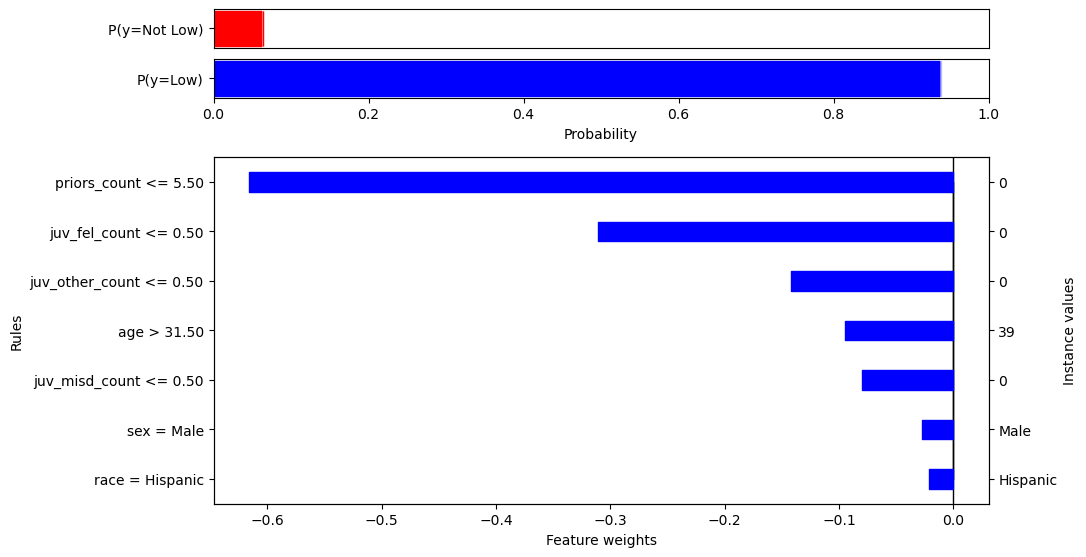 P(y=Not Low)
P(y=Low)
0.0 0.2 0.4 0.6 0.8 1.0
Probability
Rules
priors_count <= 5.50 0
juv_fel_count <= 0.50 0
juv_other_count <= 0.50 0
age > 31.50 39
juv_misd_count <= 0.50 0
sex = Male Male
race = Hispanic Hispanic
Instance values
−0.6 −0.5 −0.4 −0.3 −0.2 −0.1 0.0
Feature weights